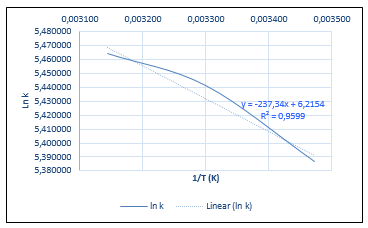 0,003100 0,003200 0,003300 0,003400 0,003500
5,480000
5,470000
5,460000
5,450000
5,440000
5,430000
5,420000
5,410000
5,400000
5,390000
5,380000
Ln k
y = -237,34x + 6,2154
R² = 0,9599
1/T (K)
ln k Linear (ln k)